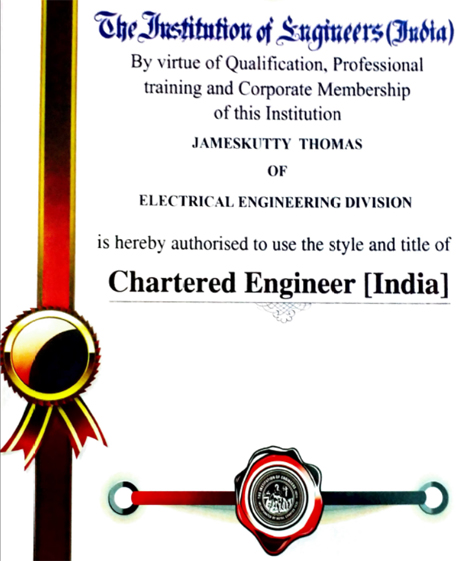 The Institution of Engineers (India)
By virtue of Qualification, Professional
training and Corporate Membership
of this Institution
JAMESKUTTY THOMAS
OF
ELECTRICAL ENGINEERING DIVISION
is hereby authorised to use the style and title of
Chartered Engineer [India]